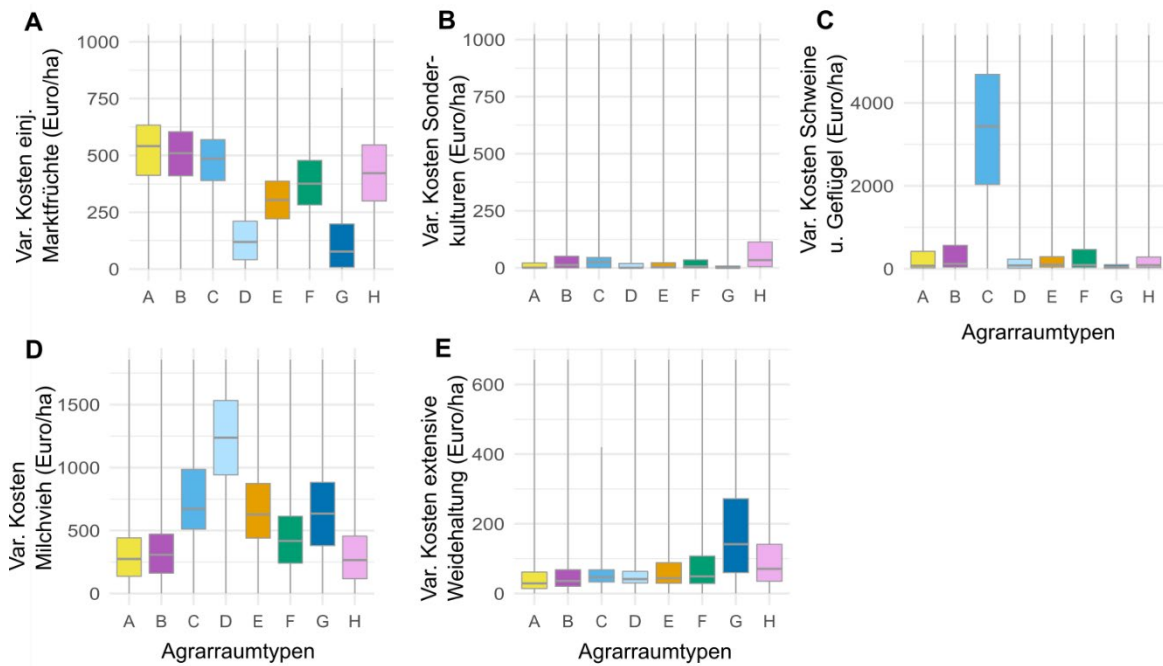 A
Var. Kosten einj.
Marktfrüchte (Euro/ha)
1000
750
500
250
0
A B C D E F G H
B
Var. Kosten Sonder-
kulturen (Euro/ha)
1000
750
500
250
0
A B C D E F G H
C
Var. Kosten Schweine
u. Geflügel (Euro/ha)
4000
2000
0
A B C D E F G H
Agrarraumtypen
D
Var. Kosten
Milchvieh (Euro/ha)
1500
1000
500
0
A B C D E F G H
Agrarraumtypen
E
Var. Kosten extensive
Weidehaltung (Euro/ha)
600
400
200
0
A B C D E F G H
Agrarraumtypen